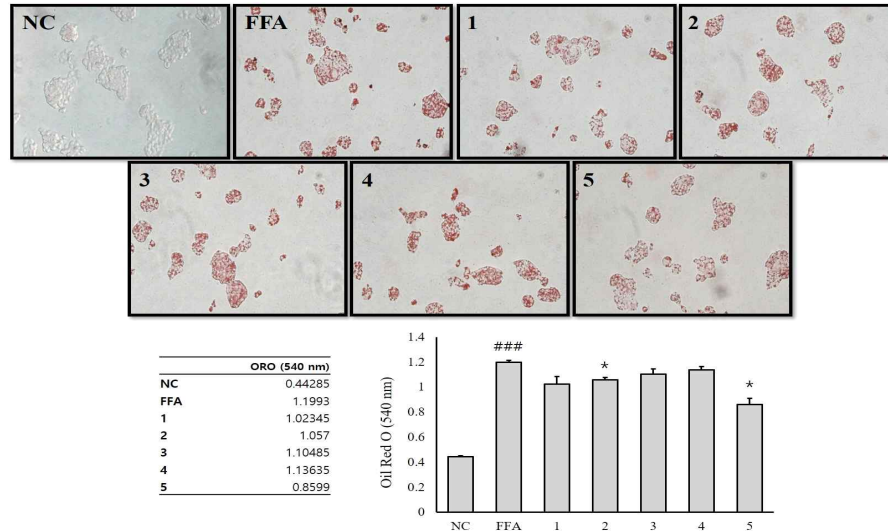 NC FFA 1 2
3 4 5
ORO (540 nm)
NC 0.44285
FFA 1.1993
1 1.02345
2 1.057
3 1.10485
4 1.13635
5 0.8599
Oil Red O (540 nm)
1.4
1.2
1
0.8
0.6
0.4
0.2
0
###
*
*
NC FFA 1 2 3 4 5